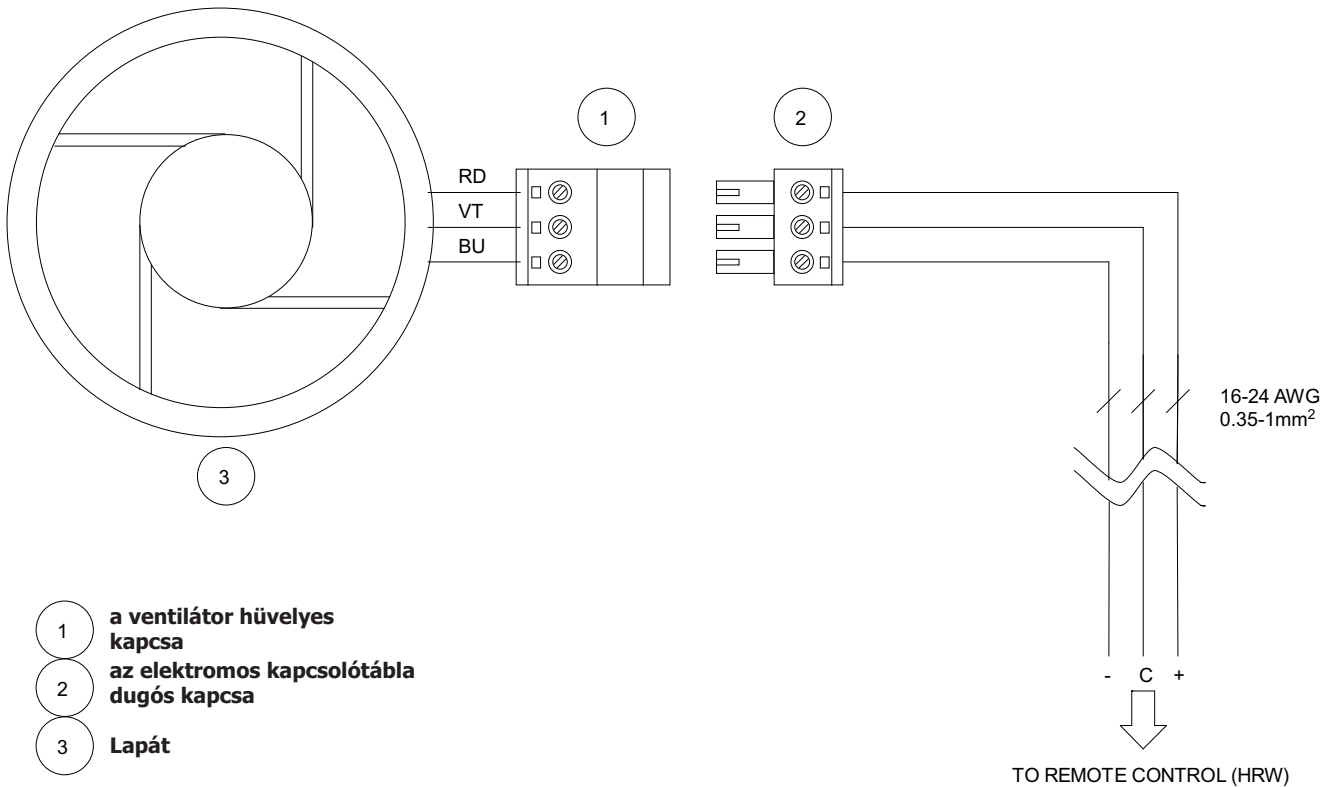 1
2
RD
VT
BU
16-24 AWG
0.35-1mm²
3
1
a ventilátor hüvelyes
kapcsa
2
az elektromos kapcsolótábla
dugós kapcsa
3
Lapát
- C +
TO REMOTE CONTROL (HRW)